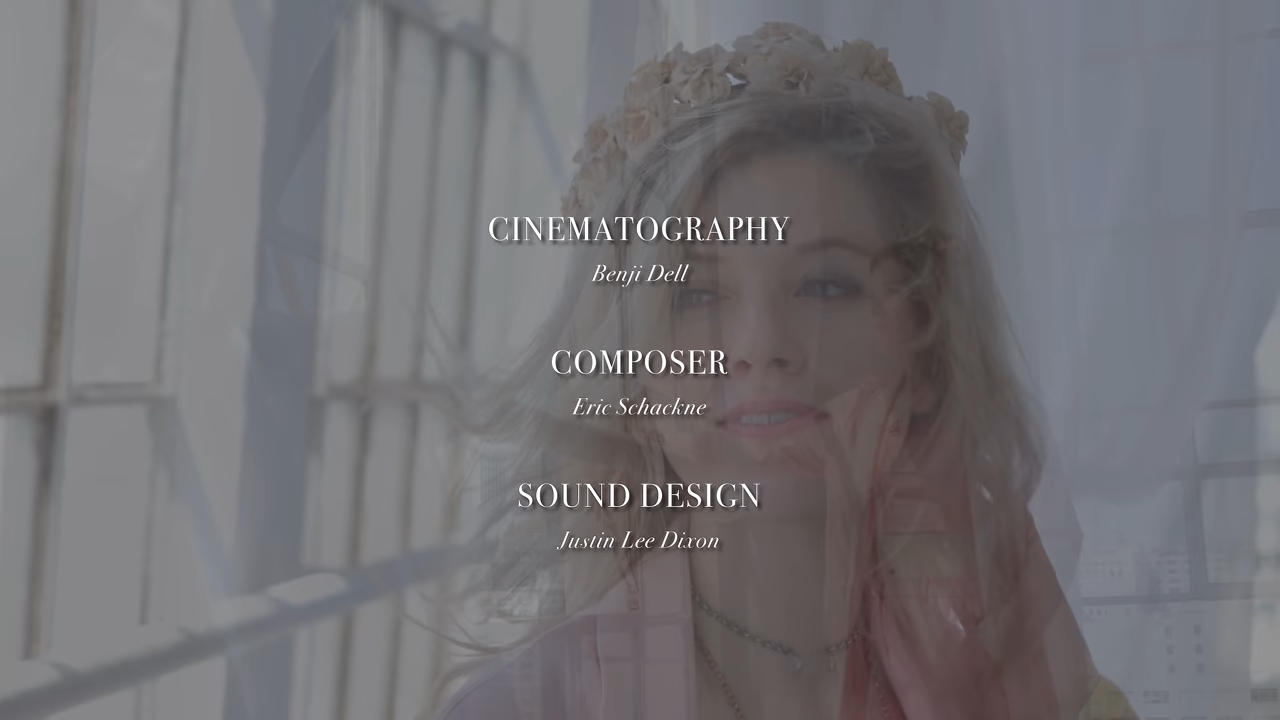 CINEMATOGRAPHY
Benji Dell
COMPOSER
Eric Schackne
SOUND DESIGN
Justin Lee Dixon